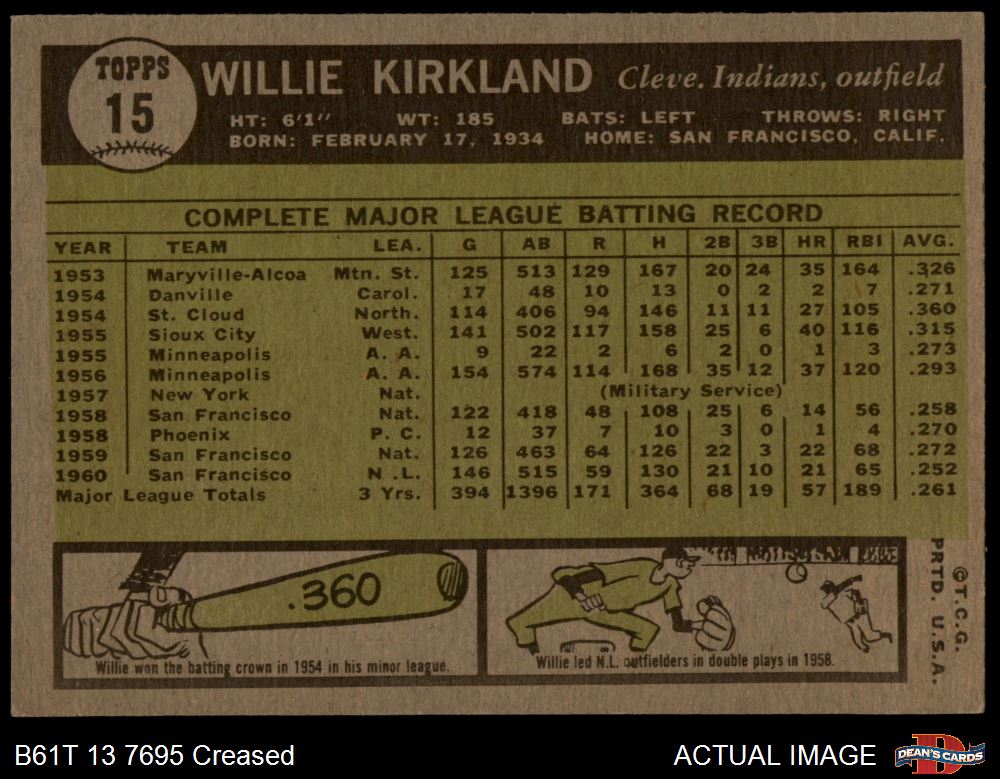 TOPPS
15
WILLIE KIRKLAND Cleve. Indians, outfield
HT: 6'1" WT: 185 BATS: LEFT THROWS: RIGHT
BORN: FEBRUARY 17, 1934 HOME: SAN FRANCISCO, CALIF.
COMPLETE MAJOR LEAGUE BATTING RECORD
YEAR TEAM LEA. G AB R H 2B 3B HR RBI AVG.
1953 Maryville-Alcoa Mtn. St. 125 513 129 167 20 24 35 164 .326
1954 Danville Carol. 17 48 10 13 0 2 2 7 .271
1954 St. Cloud North. 114 406 94 146 11 11 27 105 .360
1955 Sioux City West. 141 502 117 158 25 6 40 116 .315
1955 Minneapolis A. A. 9 22 2 6 2 0 1 3 .273
1956 Minneapolis A. A. 154 574 114 168 35 12 37 120 .293
1957 New York Nat. (Military Service)
1958 San Francisco Nat. 122 418 48 108 25 6 14 56 .258
1958 Phoenix P. C. 12 37 7 10 3 0 1 4 .270
1959 San Francisco Nat. 126 463 64 126 22 3 22 68 .272
1960 San Francisco N .L. 146 515 59 130 21 10 21 65 .252
Major League Totals 3 Yrs. 394 1396 171 364 68 19 57 189 .261
.360
Willie won the batting crown in 1954 in his minor league.
Willie led N.L. outfielders in double plays in 1958.
©T.C.G.
PRTD. U.S.A.
B61T 13 7695 Creased
ACTUAL IMAGE
DEAN'S CARDS